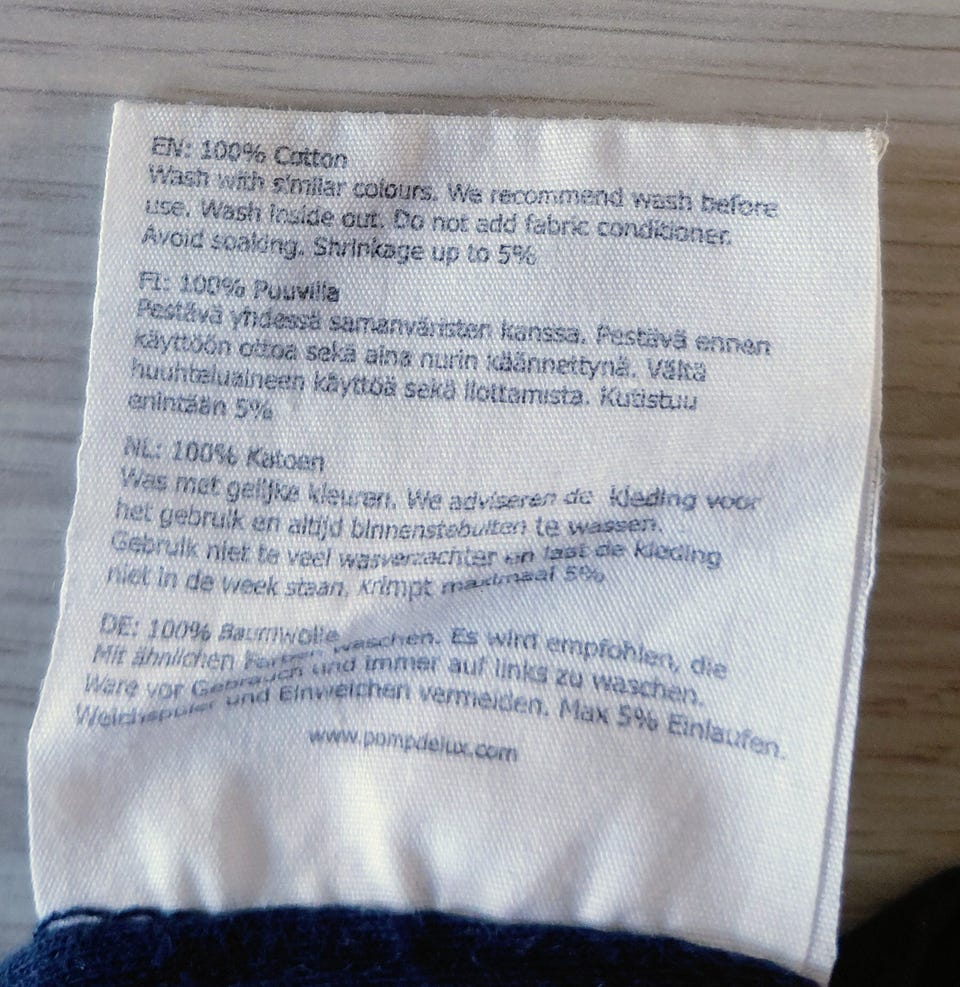 EN: 100% Cotton
Wash with similar colours. We recommend wash before
use. Wash inside out. Do not add fabric conditioner.
Avoid soaking. Shrinkage up to 5%
FI: 100% Puuvilla
Pestävä yhdessä samanväristen kanssa. Pestävä ennen
käyttöön ottoa sekä aina nurin käännettynä. Vältä
huuhteluaineen käyttöä sekä liottamista. Kutistuu
enintään 5%
NL: 100% Katoen
Was met gelijke kleuren. We adviseren de kleding voor
het gebruik en altijd binnenstebuiten te wassen.
Gebruik niet te veel wasverzachter en laat de kleding
niet in de week staan. Krimpt maximaal 5%
DE: 100% Baumwolle
Mit ähnlichen Farben waschen. Es wird empfohlen, die
Ware vor Gebrauch und immer auf links zu waschen.
Weichspüler und Einweichen vermeiden. Max 5% Einlaufen.
www.pompdelux.com